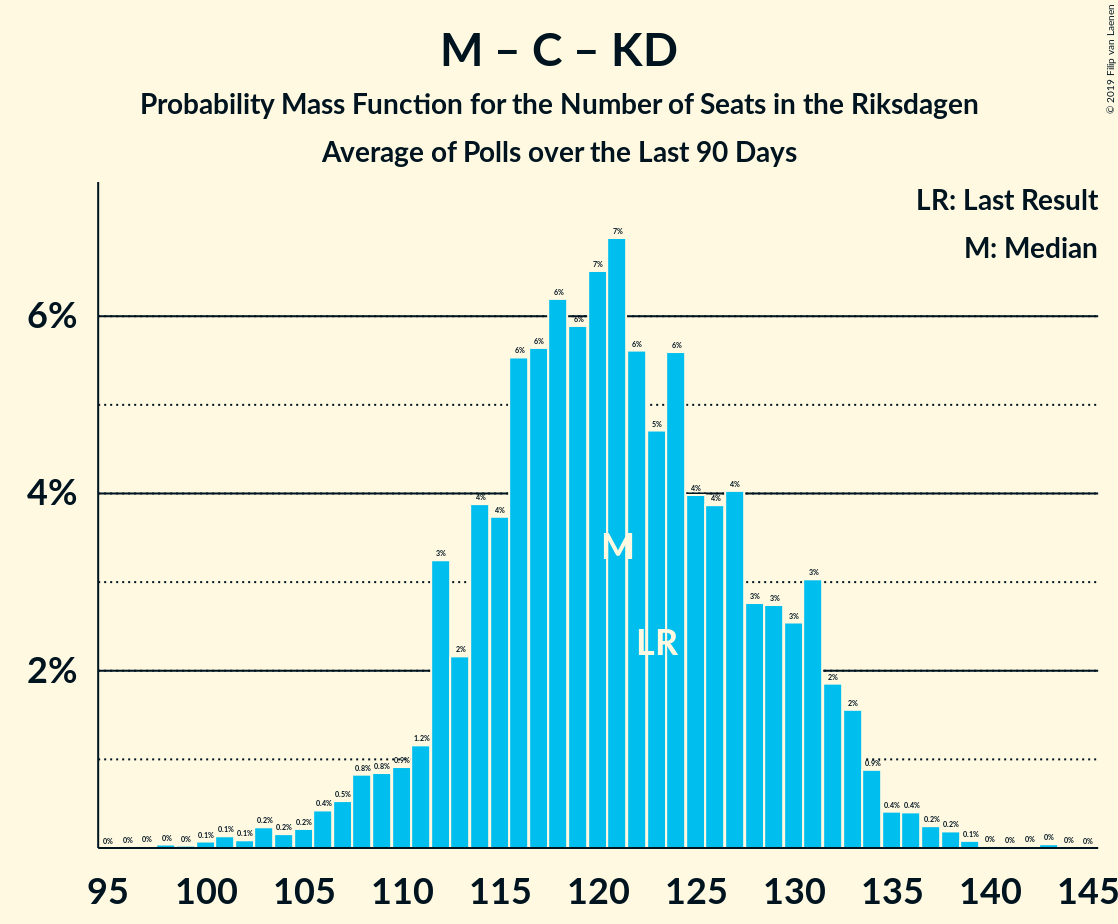 M – C – KD
Probability Mass Function for the Number of Seats in the Riksdagen
Average of Polls over the Last 90 Days
© 2019 Filip van Laenen
LR: Last Result
M: Median
6%
4%
2%
0% 0% 0% 0% 0% 0.1% 0.1% 0.1% 0.2% 0.2% 0.2% 0.4% 0.5% 0.8% 0.8% 0.9% 1.2% 3% 2% 4% 4% 6% 6% 6% 6% 7% 7% 6% 5% 6% 4% 4% 4% 3% 3% 3% 3% 2% 2% 0.9% 0.4% 0.4% 0.2% 0.2% 0.1% 0% 0% 0% 0% 0% 0%
M
LR
95 100 105 110 115 120 125 130 135 140 145